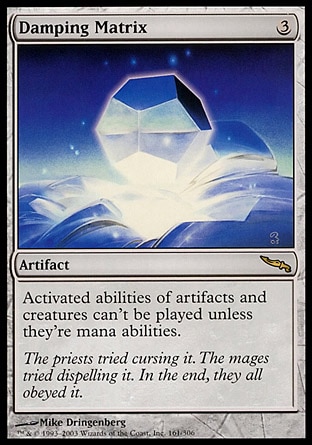 Damping Matrix 3
Artifact
Activated abilities of artifacts and
creatures can't be played unless
they're mana abilities.
The priests tried cursing it. The mages
tried dispelling it. In the end, they all
obeyed it.
Mike Dringenberg
™ & © 1993-2003 Wizards of the Coast, Inc. 161/306